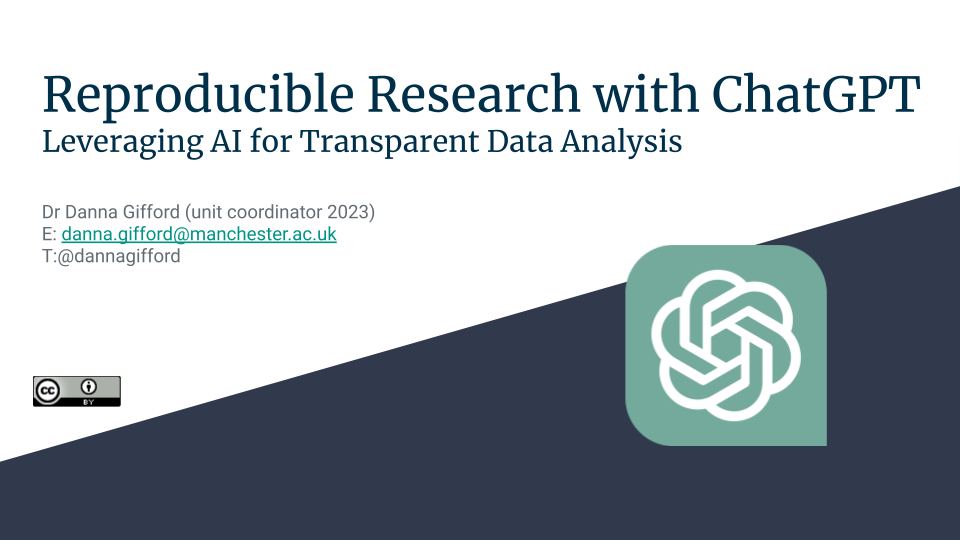 Reproducible Research with ChatGPT
Leveraging AI for Transparent Data Analysis
Dr Danna Gifford (unit coordinator 2023)
E: danna.gifford@manchester.ac.uk
T:@dannagifford
cc
BY